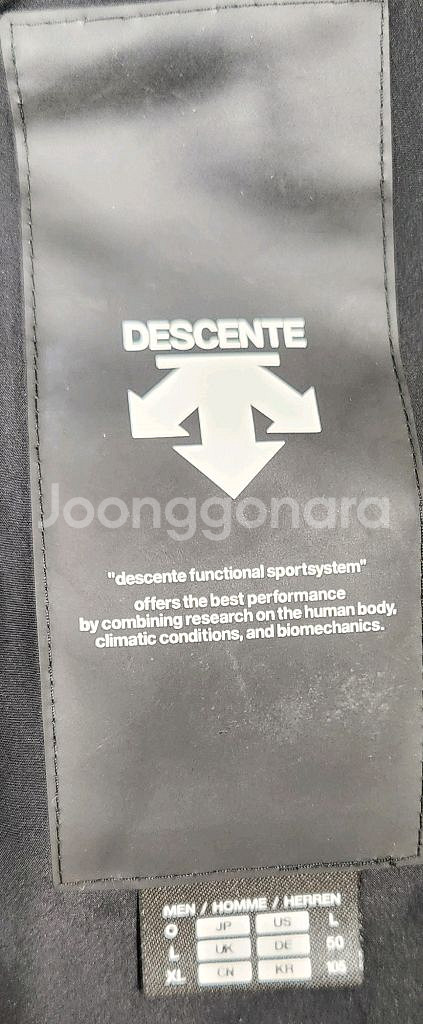 DESCENTE
Joonggonara
"descente functional sportsystem"
offers the best performance
by combining research on the human body,
climatic conditions, and biomechanics.
MEN / HOMME / HERREN
O JP US L
L UK DE 50
XL CN KR 105